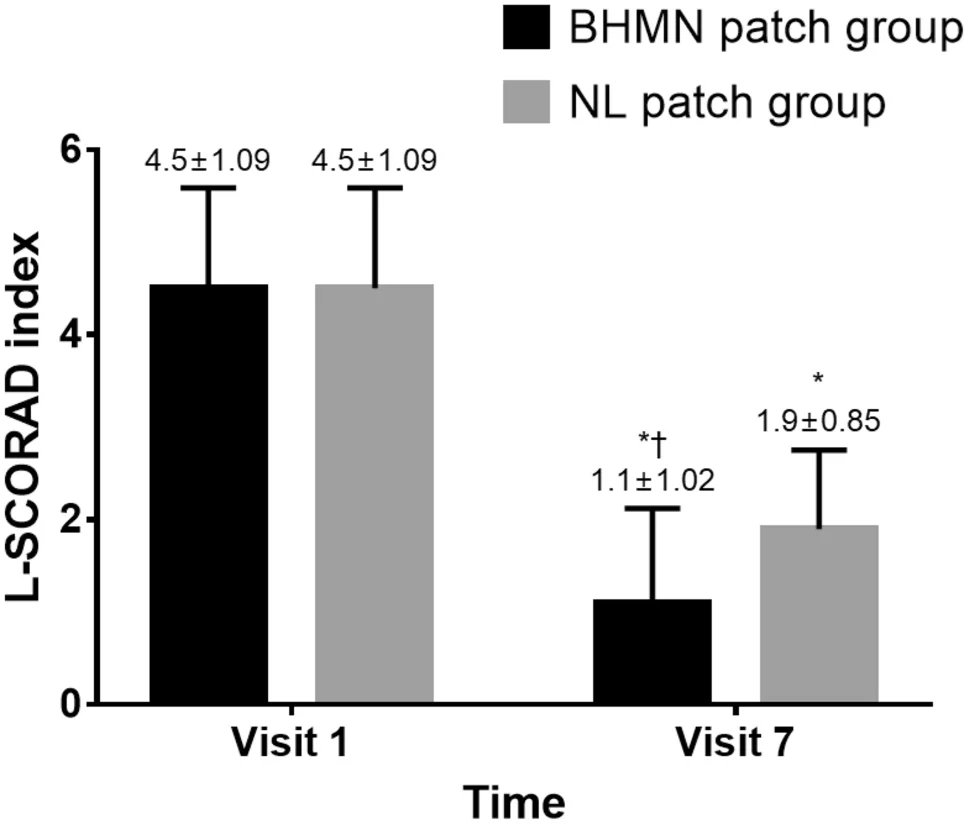 BHMN patch group
NL patch group
6
4.5±1.09 4.5±1.09
L-SCORAD index
4
*
1.9±0.85
*†
1.1±1.02
2
0
Visit 1 Visit 7
Time